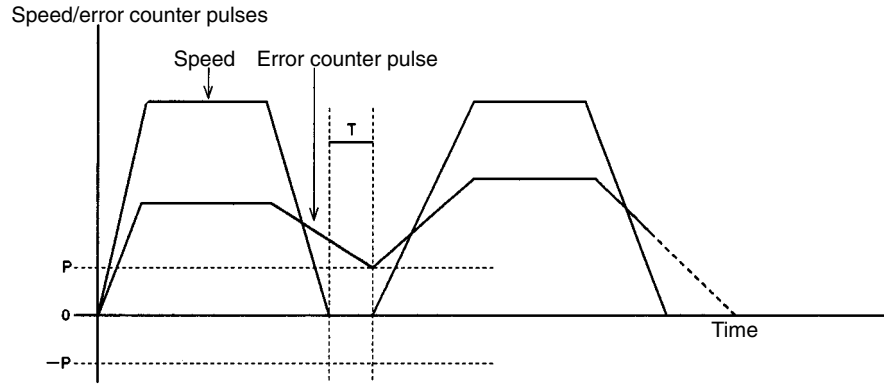 Speed/error counter pulses
Speed
Error counter pulse
T
P
0
Time
−P